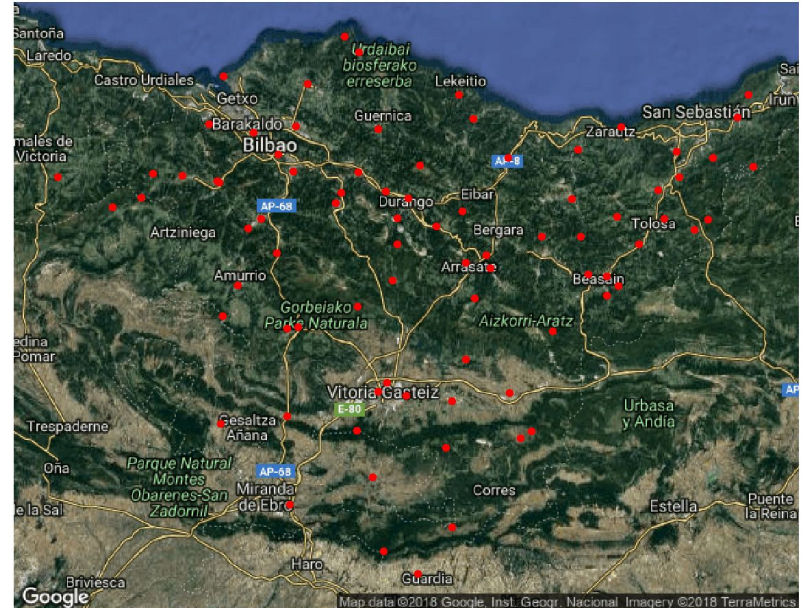 Santoña
Laredo
Castro Urdiales
Urdaibai
biosferako
erreserba
Lekeitio
Getxo
Guernica
San Sebastián
Irun
Barakaldo
Zarautz
Bilbao
males de
Victoria
AP-8
Eibar
Durango
AP-68
Artziniega
Bergara
Tolosa
Arrasate
Amurrio
Beasain
Gorbeiako
Parke Naturala
Aizkorri-Aratz
edina
Pomar
Vitoria-Gasteiz
AP
E-80
Urbasa
y Andía
Trespaderne
Gesaltza
Añana
Oña
Parque Natural
Montes
Obarenes-San
Zadornil
AP-68
Miranda
de Ebro
Corres
Estella
Puente
la Reina
le la Sal
Haro
Briviesca
Guardia
Google
Map data ©2018 Google, Inst. Geogr. Nacional Imagery ©2018 TerraMetrics